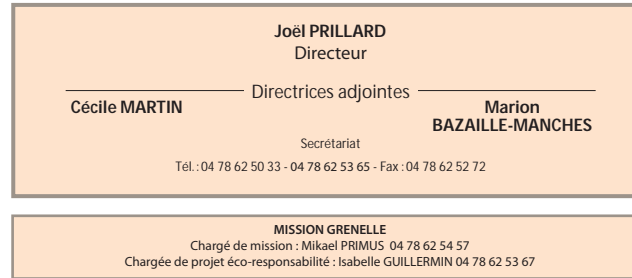 Joël PRILLARD
Directeur
Directrices adjointes
Cécile MARTIN
Marion
BAZAILLE-MANCHES
Secrétariat
Tél. : 04 78 62 50 33 - 04 78 62 53 65 - Fax : 04 78 62 52 72
MISSION GRENELLE
Chargé de mission : Mikael PRIMUS 04 78 62 54 57
Chargée de projet éco-responsabilité : Isabelle GUILLERMIN 04 78 62 53 67